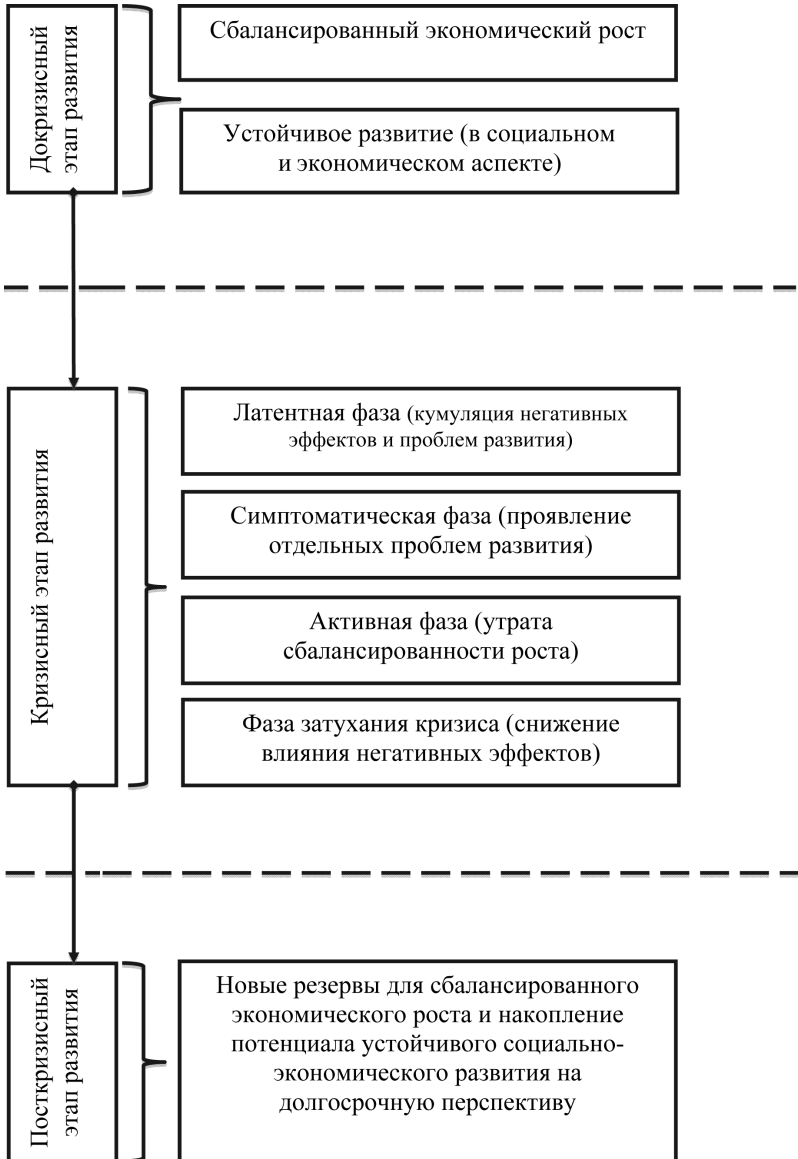 Докризисный
этап развития
Сбалансированный экономический рост
Устойчивое развитие (в социальном
и экономическом аспекте)
Кризисный этап развития
Латентная фаза (кумуляция негативных
эффектов и проблем развития)
Симптоматическая фаза (проявление
отдельных проблем развития)
Активная фаза (утрата
сбалансированности роста)
Фаза затухания кризиса (снижение
влияния негативных эффектов)
Посткризисный
этап развития
Новые резервы для сбалансированного
экономического роста и накопление
потенциала устойчивого социально-
экономического развития на
долгосрочную перспективу